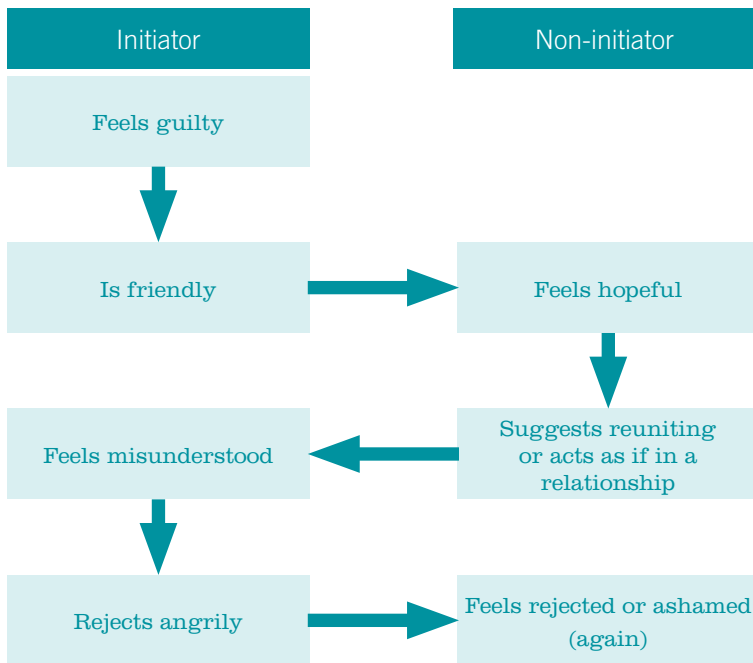 Initiator
Non-initiator
Feels guilty
Is friendly
Feels hopeful
Feels misunderstood
Suggests reuniting
or acts as if in a
relationship
Rejects angrily
Feels rejected or ashamed
(again)